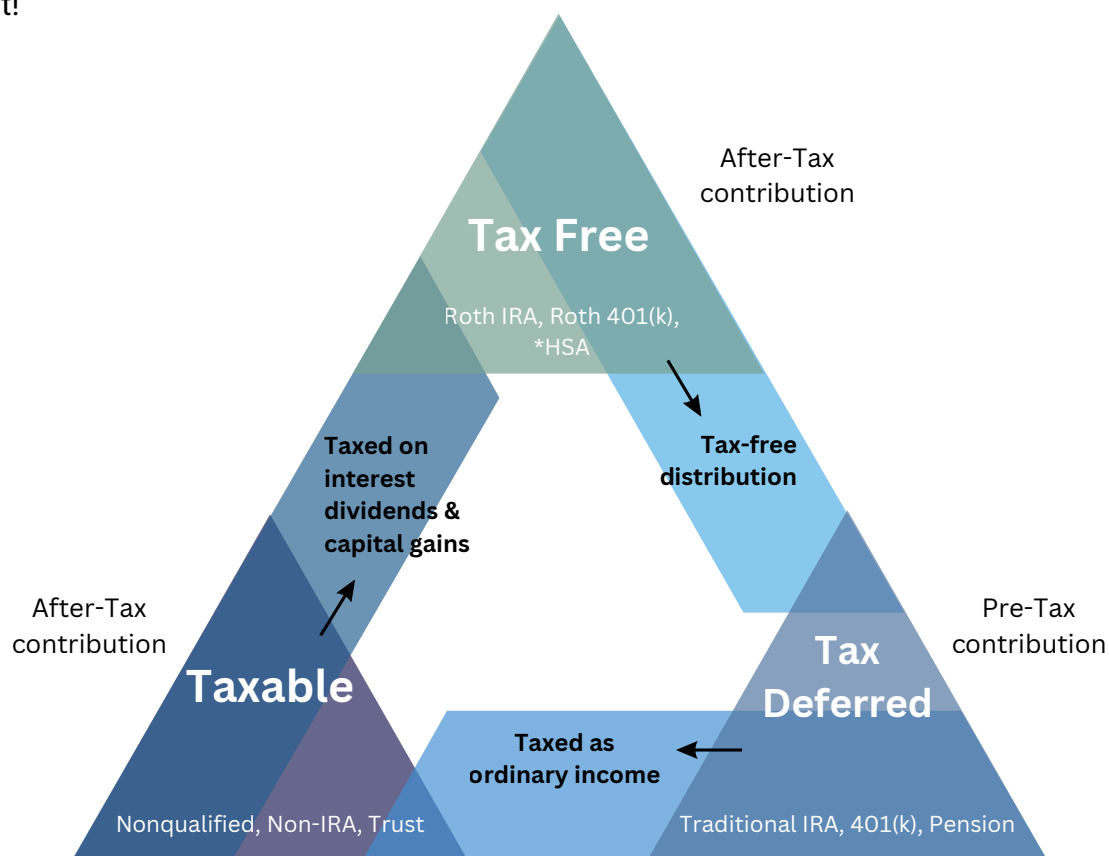 t!
After-Tax
contribution
Tax Free
Roth IRA, Roth 401(k),
*HSA
Tax-free
distribution
Taxed on
interest
dividends &
capital gains
After-Tax
contribution
Taxable
Nonqualified, Non-IRA, Trust
Pre-Tax
contribution
Tax
Deferred
Taxed as
ordinary income
Traditional IRA, 401(k), Pension